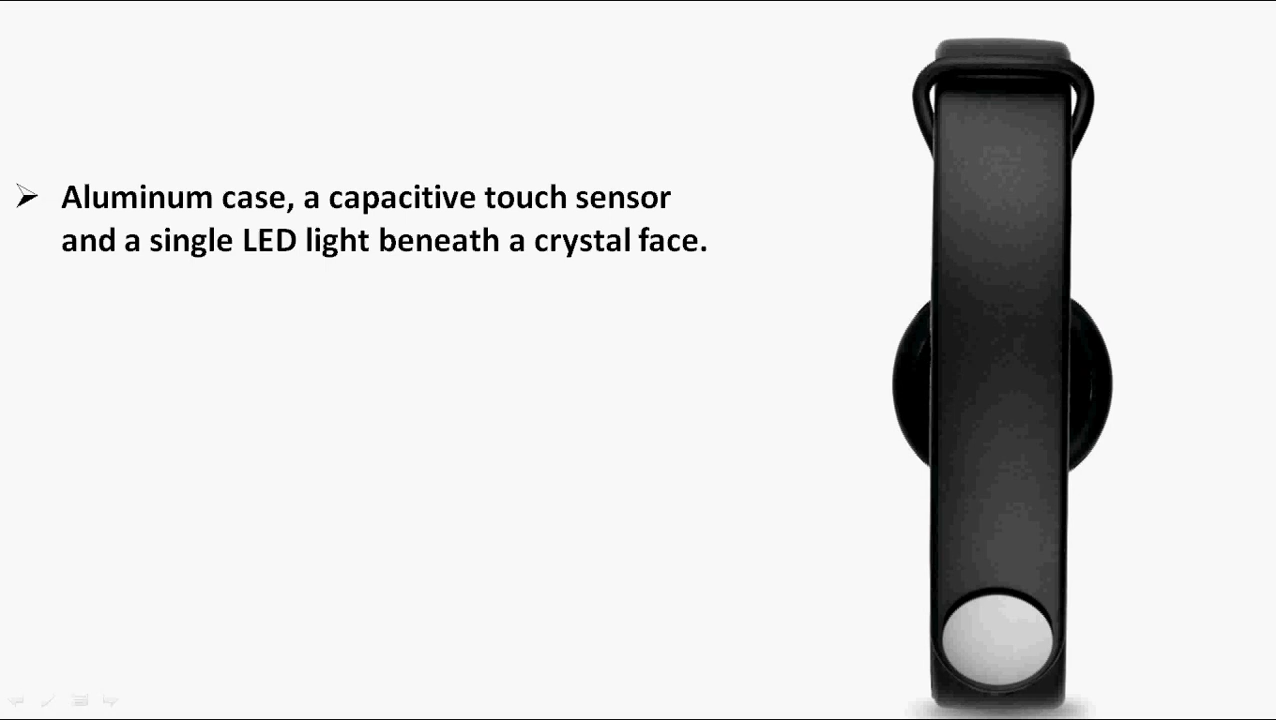 ➢ Aluminum case, a capacitive touch sensor
and a single LED light beneath a crystal face.